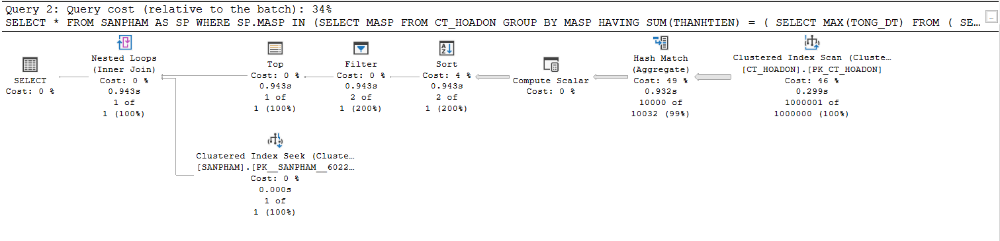 Query 2: Query cost (relative to the batch): 34%
SELECT * FROM SANPHAM AS SP WHERE SP.MASP IN (SELECT MASP FROM CT_HOADON GROUP BY MASP HAVING SUM(THANHTIEN) = ( SELECT MAX(TONG_DT) FROM ( SE…
...
SELECT
Cost: 0 %
Nested Loops
(Inner Join)
Cost: 0 %
0.943s
1 of
1 (100%)
Top
Cost: 0 %
0.943s
1 of
1 (100%)
Filter
Cost: 0 %
0.943s
2 of
1 (200%)
Sort
Cost: 4 %
0.943s
2 of
1 (200%)
Compute Scalar
Cost: 0 %
Hash Match
(Aggregate)
Cost: 49 %
0.932s
10000 of
10032 (99%)
Clustered Index Scan (Cluste…
[CT_HOADON].[PK_CT_HOADON]
Cost: 46 %
0.299s
1000001 of
1000000 (100%)
Clustered Index Seek (Cluste…
[SANPHAM].[PK__SANPHAM__6022…
Cost: 0 %
0.000s
1 of
1 (100%)